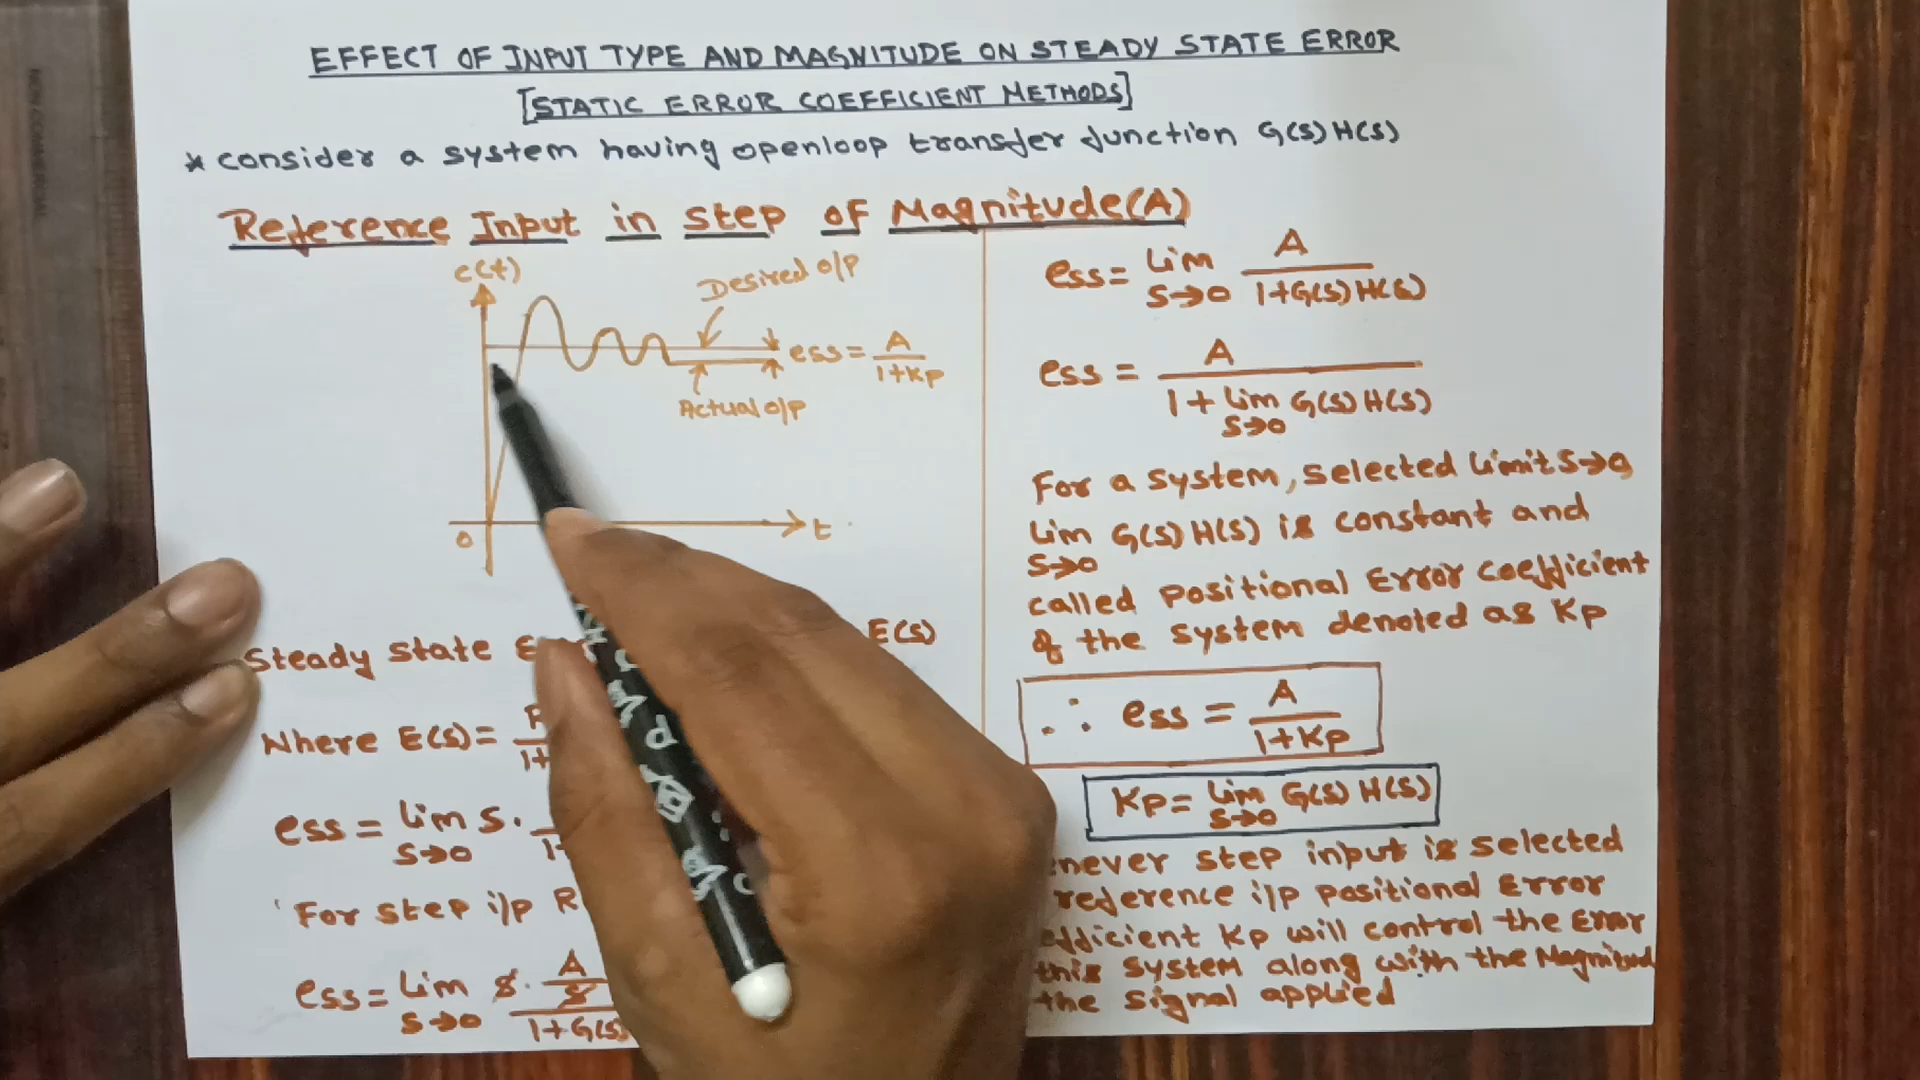 EFFECT OF INPUT TYPE AND MAGNITUDE ON STEADY STATE ERROR
[STATIC ERROR COEFFICIENT METHODS]
* consider a system having openloop transfer function G(s) H(s)
Reference Input in step of Magnitude(A)
c(t)
Desired o/p
ess = A/1+Kp
Actual o/p
0
t
Steady state E
E(s)
Where E(s) =
1+
ess = Lim s→0 s.
For step i/p R
ess = Lim s→0 s. A/s / 1+G(s)
ess = Lim s→0 A/1+G(s) H(s)
ess = A / 1 + Lim s→0 G(s) H(s)
For a system, selected Limit s→0
Lim s→0 G(s) H(s) is constant and
called positional Error coefficient
of the system denoted as Kp
∴ ess = A/1+Kp
Kp = Lim s→0 G(s) H(s)
never step input is selected
reference i/p positional Error
efficient Kp will control the Error
this system along with the Magnitud
the signal applied